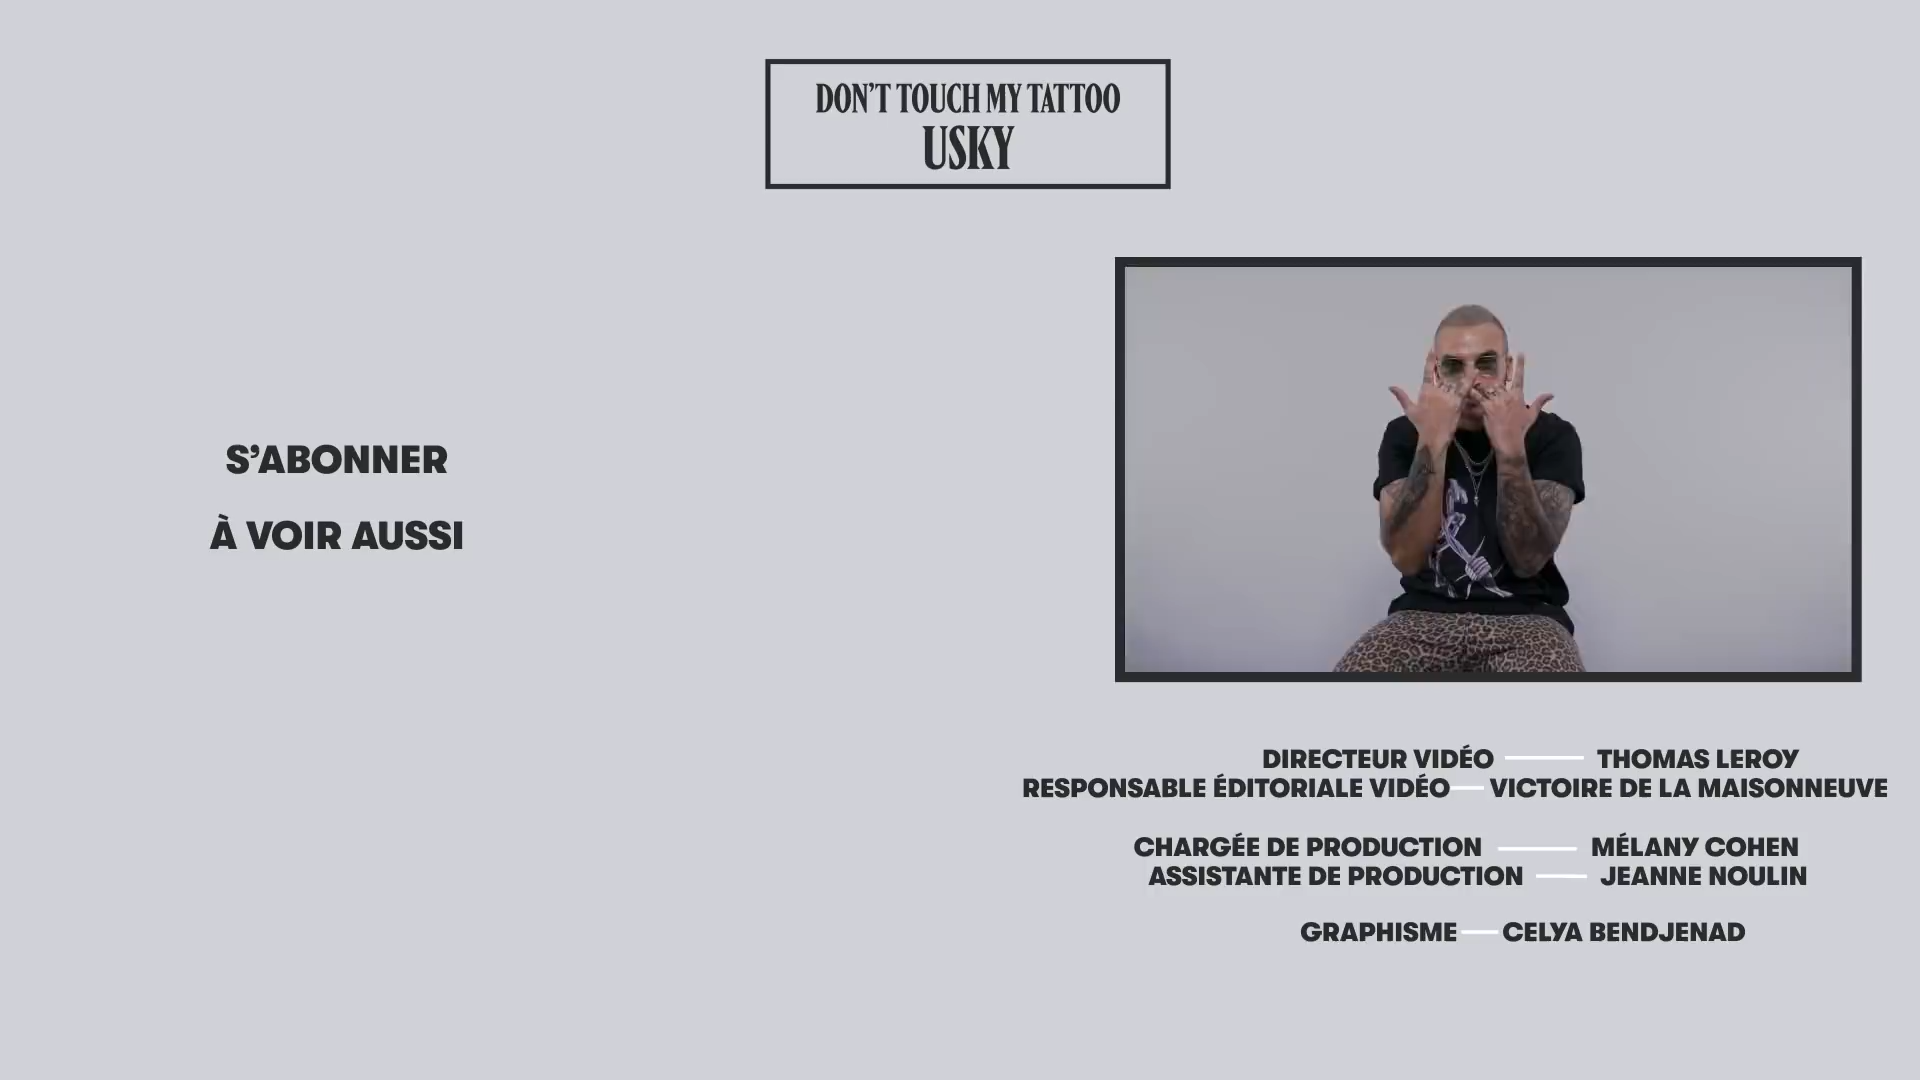 DON'T TOUCH MY TATTOO
USKY
S'ABONNER
À VOIR AUSSI
DIRECTEUR VIDÉO — THOMAS LEROY
RESPONSABLE ÉDITORIALE VIDÉO — VICTOIRE DE LA MAISONNEUVE
CHARGÉE DE PRODUCTION — MÉLANY COHEN
ASSISTANTE DE PRODUCTION — JEANNE NOULIN
GRAPHISME — CELYA BENDJENAD